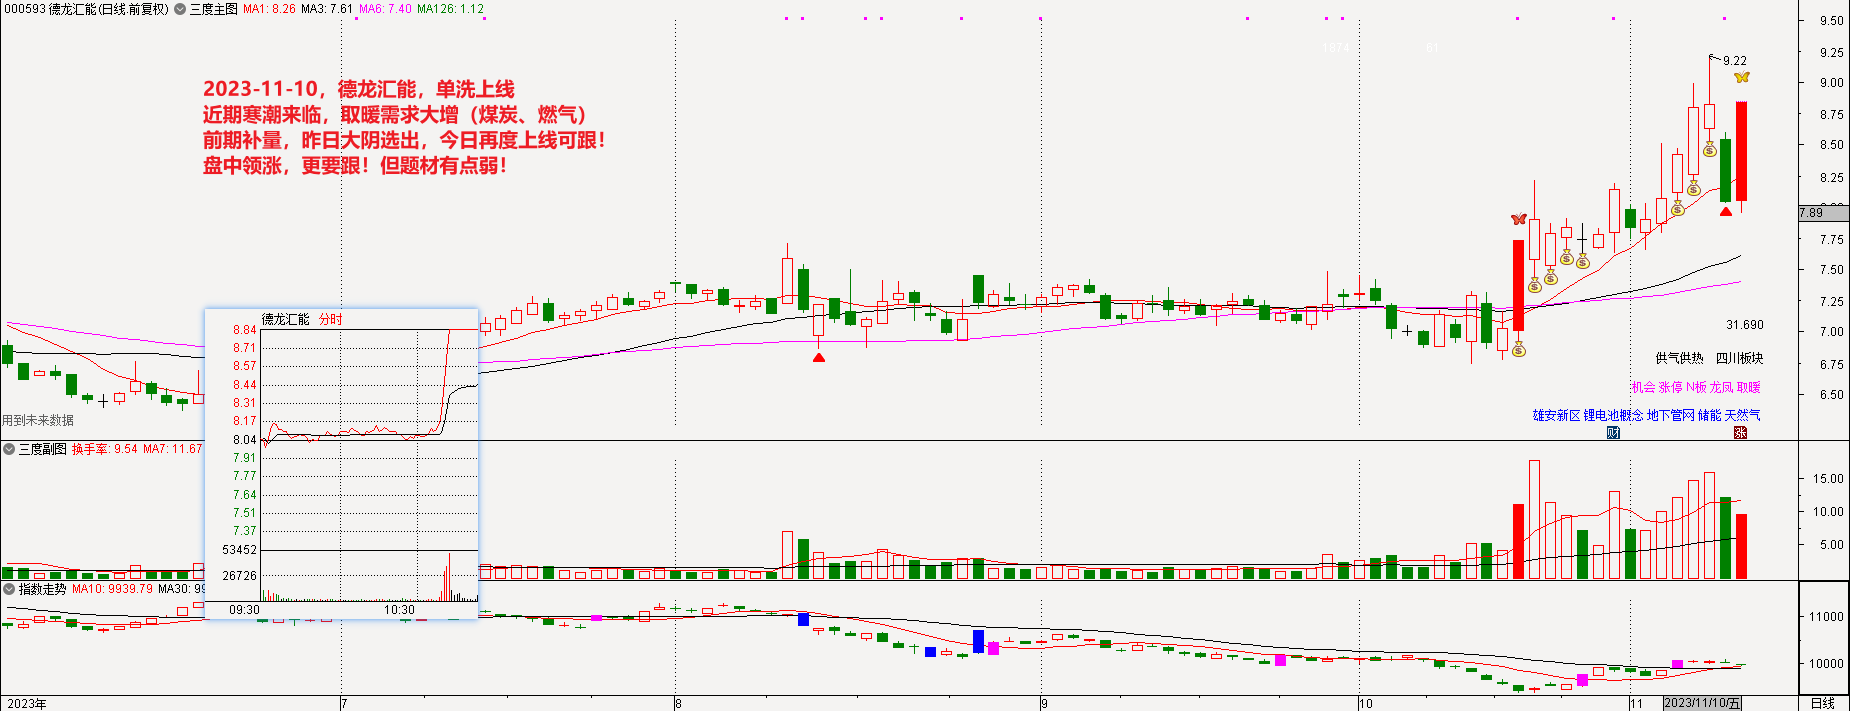 000593 德龙汇能(日线.前复权) 三度主图 MA1: 8.26 MA3: 7.61 MA6: 7.40 MA126: 1.12
9.50
1874 61
9.25
9.22
9.00
2023-11-10，德龙汇能，单洗上线
近期寒潮来临，取暖需求大增（煤炭、燃气）
前期补量，昨日大阴选出，今日再度上线可跟！
盘中领涨，更要跟！但题材有点弱！
8.75
8.50
8.25
7.89
7.75
7.50
7.25
7.00
6.75
6.50
31.690
供气供热 四川板块
机会 涨停 N板 龙凤 取暖
雄安新区 锂电池概念 地下管网 储能 天然气
财 涨
用到未来数据
德龙汇能 分时
8.84
8.71
8.57
8.44
8.31
8.17
8.04
7.91
7.77
7.64
7.51
7.37
53452
26726
09:30 10:30
三度副图 换手率: 9.54 MA7: 11.67
15.00
10.00
5.00
指数走势 MA10: 9939.79 MA30: 99
11000
10000
2023年 7 8 9 10 11 2023/11/10/五 日线